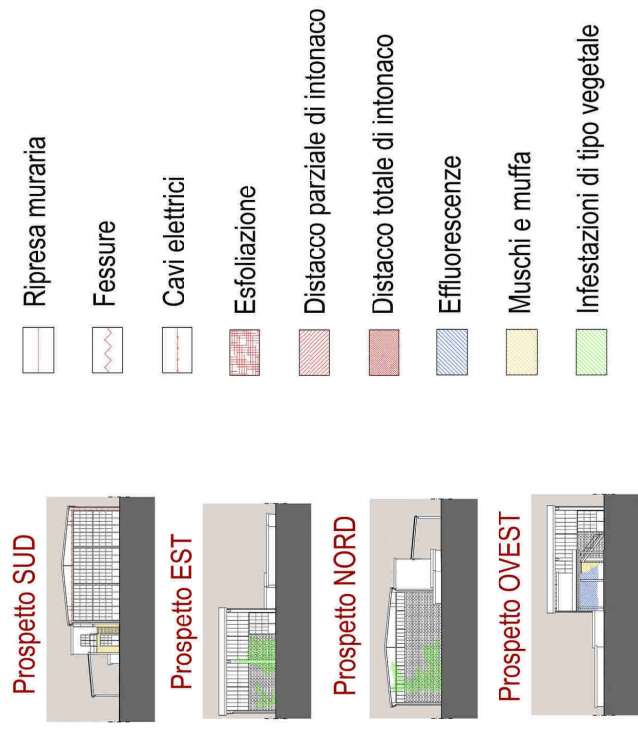 Prospetto SUD
Prospetto EST
Prospetto NORD
Prospetto OVEST
Ripresa muraria
Fessure
Cavi elettrici
Esfoliazione
Distacco parziale di intonaco
Distacco totale di intonaco
Effluorescenze
Muschi e muffa
Infestazioni di tipo vegetale